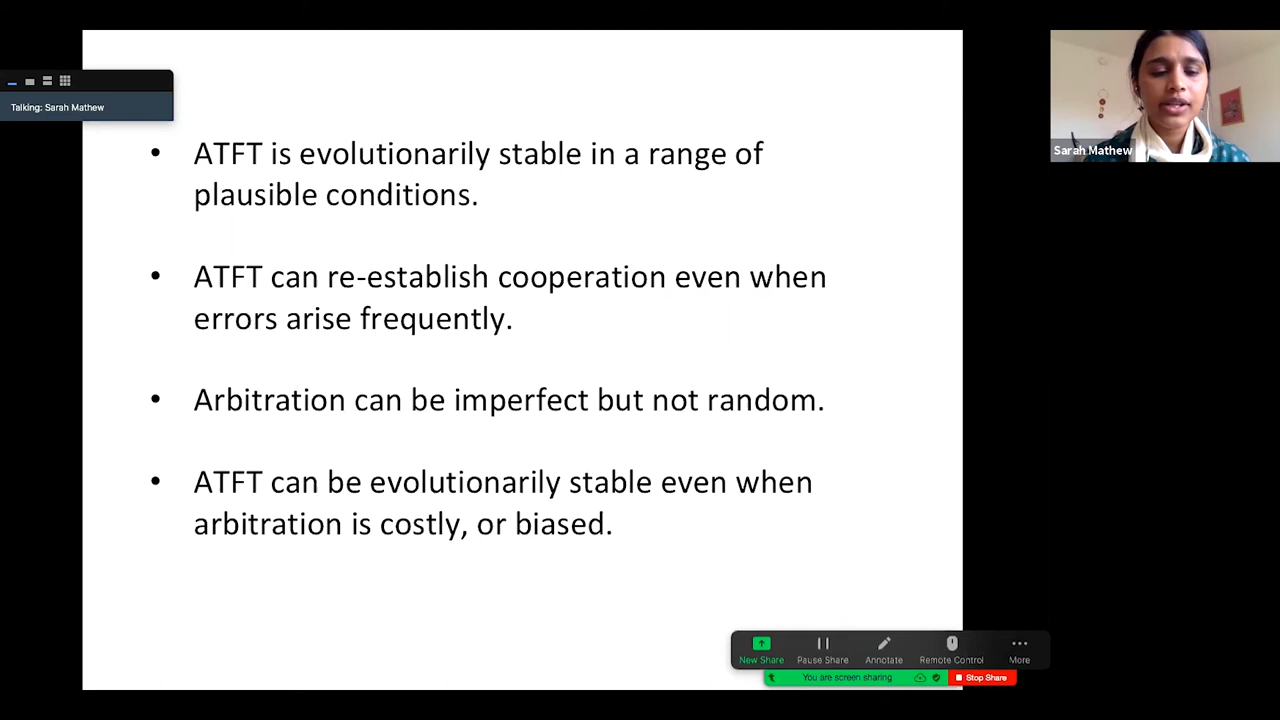 Talking: Sarah Mathew
Sarah Mathew
• ATFT is evolutionarily stable in a range of
plausible conditions.
• ATFT can re-establish cooperation even when
errors arise frequently.
• Arbitration can be imperfect but not random.
• ATFT can be evolutionarily stable even when
arbitration is costly, or biased.
New Share Pause Share Annotate Remote Control More
You are screen sharing Stop Share